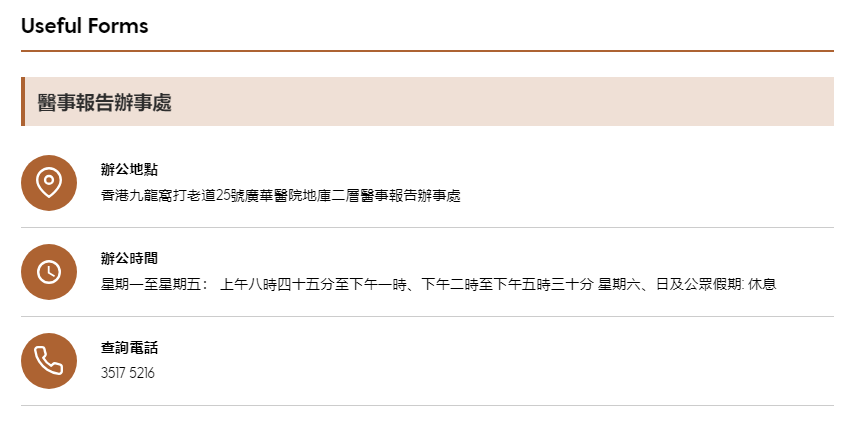 Useful Forms
醫事報告辦事處
辦公地點
香港九龍窩打老道25號廣華醫院地庫二層醫事報告辦事處
辦公時間
星期一至星期五： 上午八時四十五分至下午一時、下午二時至下午五時三十分 星期六、日及公眾假期: 休息
查詢電話
3517 5216